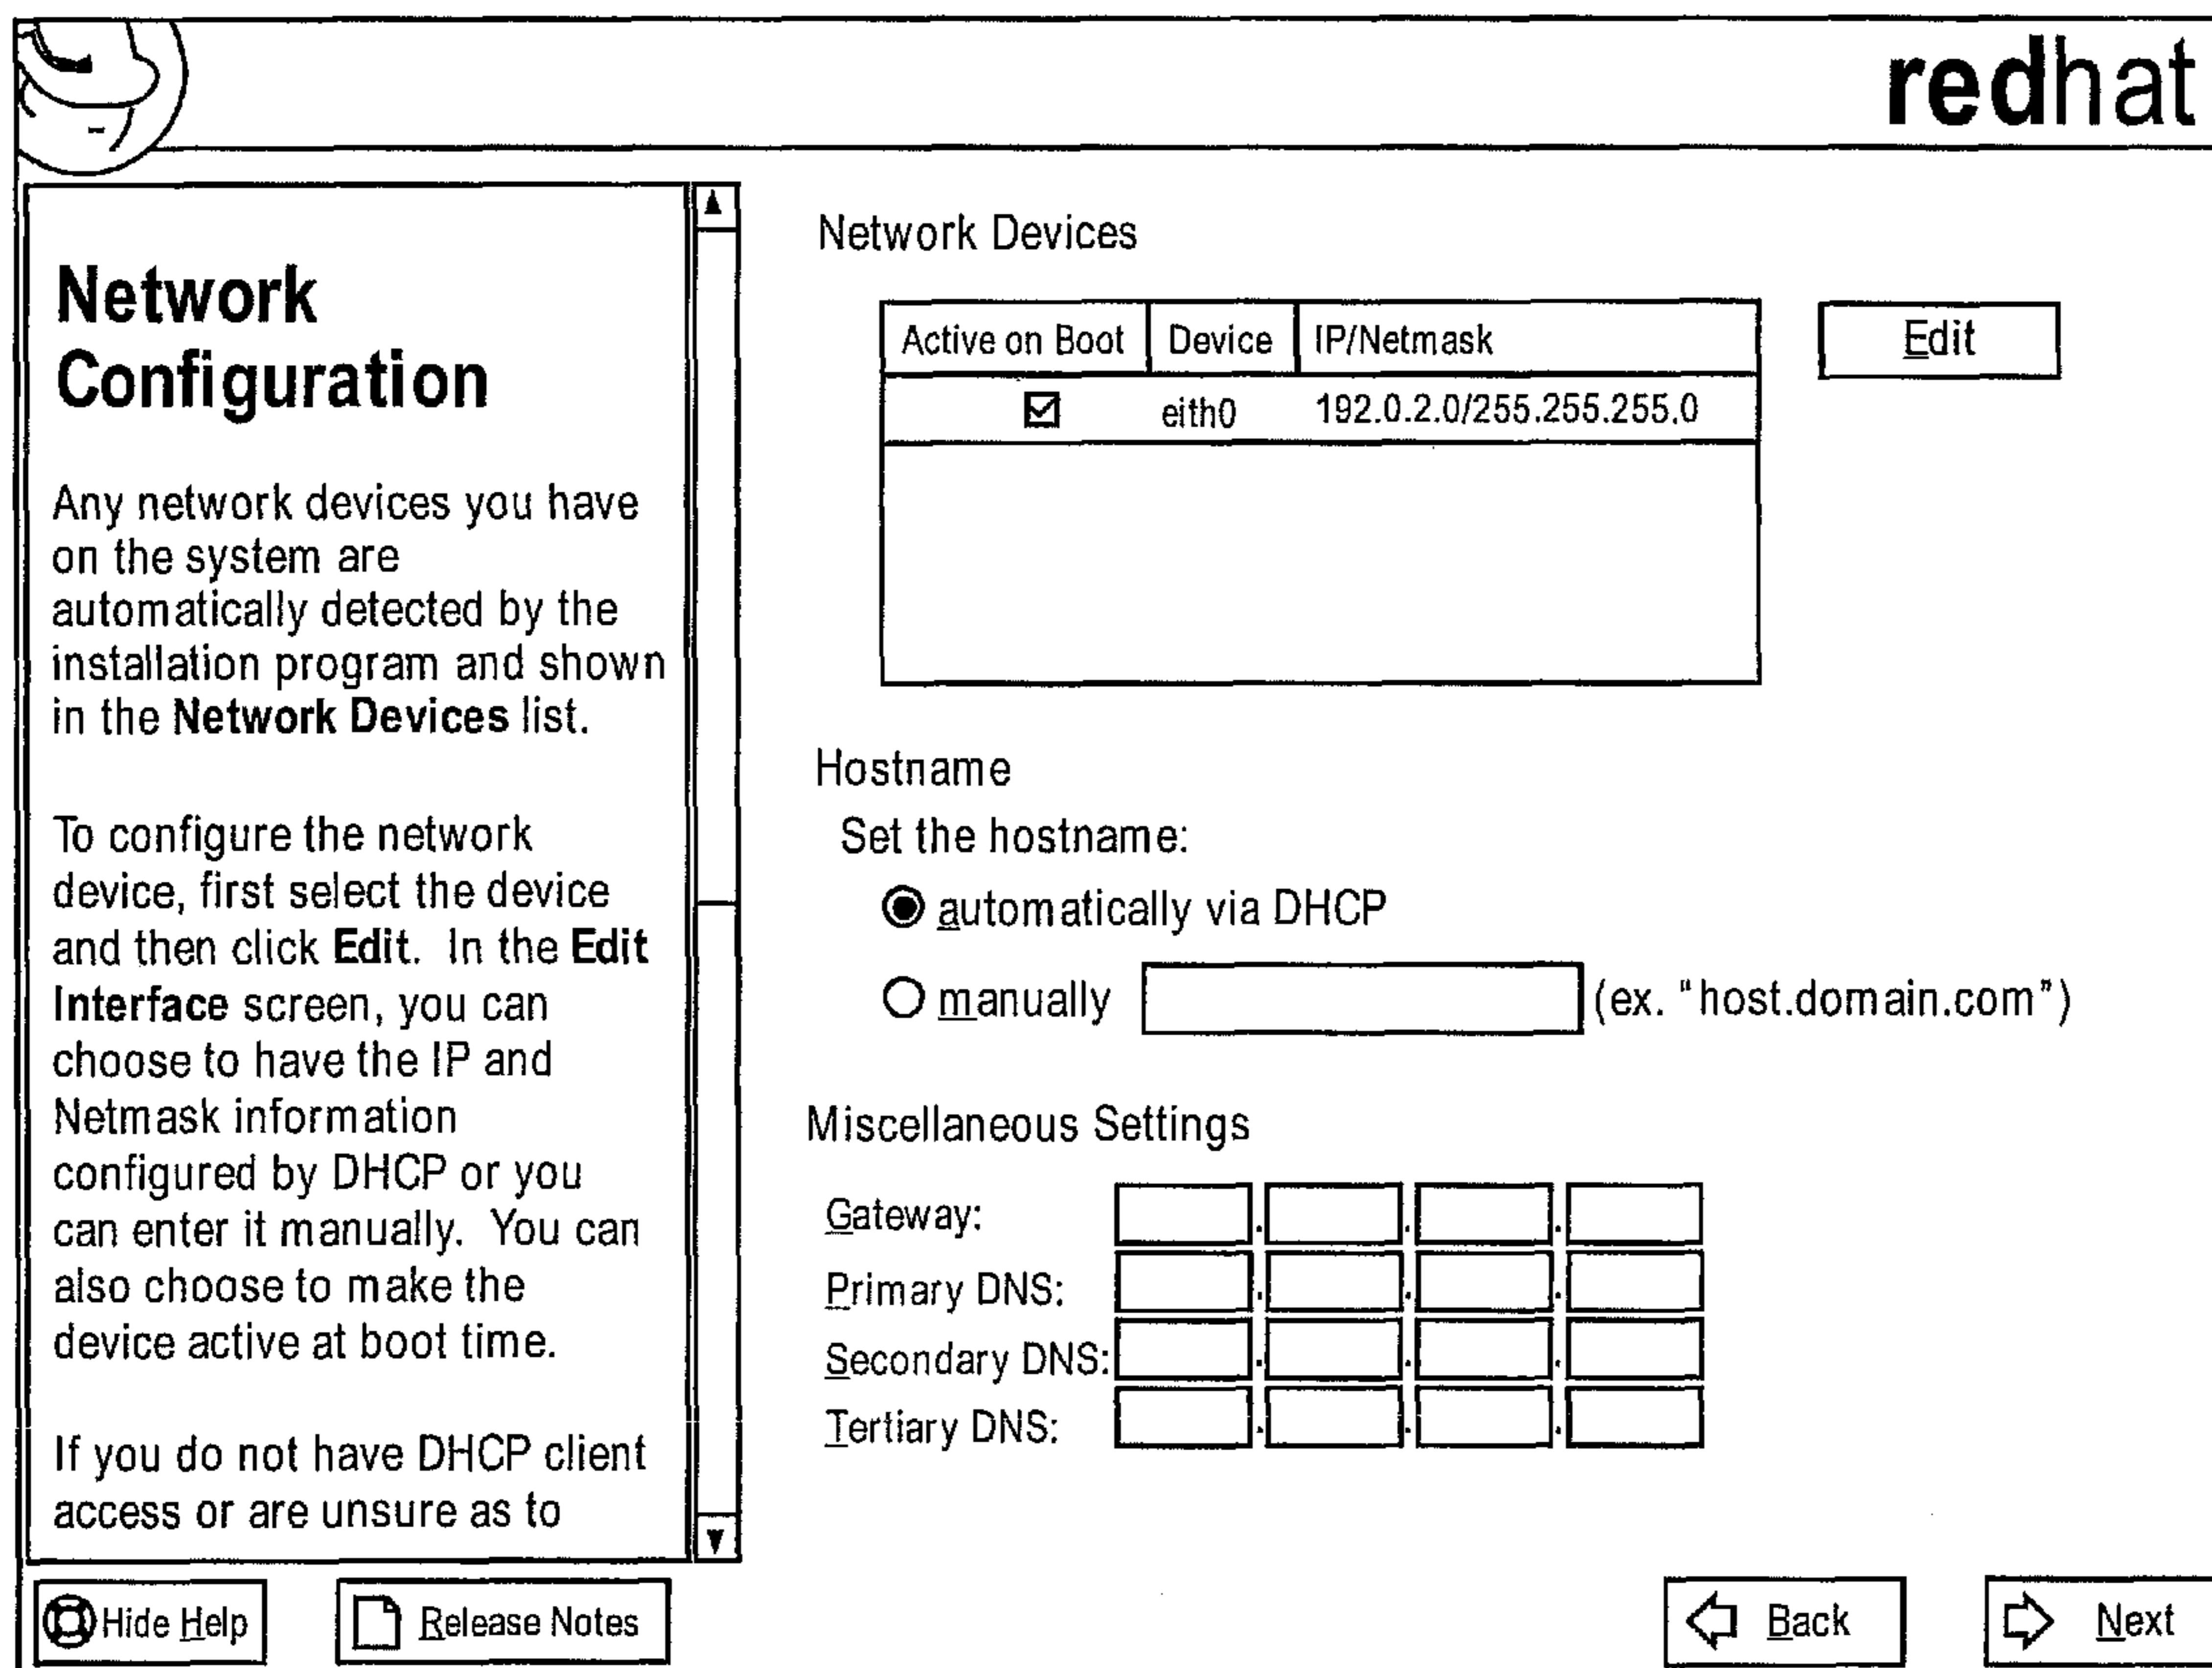 redhat
Network
Configuration
Any network devices you have
on the system are
automatically detected by the
installation program and shown
in the Network Devices list.
To configure the network
device, first select the device
and then click Edit. In the Edit
Interface screen, you can
choose to have the IP and
Netmask information
configured by DHCP or you
can enter it manually. You can
also choose to make the
device active at boot time.
If you do not have DHCP client
access or are unsure as to
Hide Help
Release Notes
Network Devices
Active on Boot Device IP/Netmask
eith0 192.0.2.0/255.255.255.0
Edit
Hostname
Set the hostname:
automatically via DHCP
manually (ex. "host.domain.com")
Miscellaneous Settings
Gateway: . . .
Primary DNS: . . .
Secondary DNS: . . .
Tertiary DNS: . . .
Back
Next